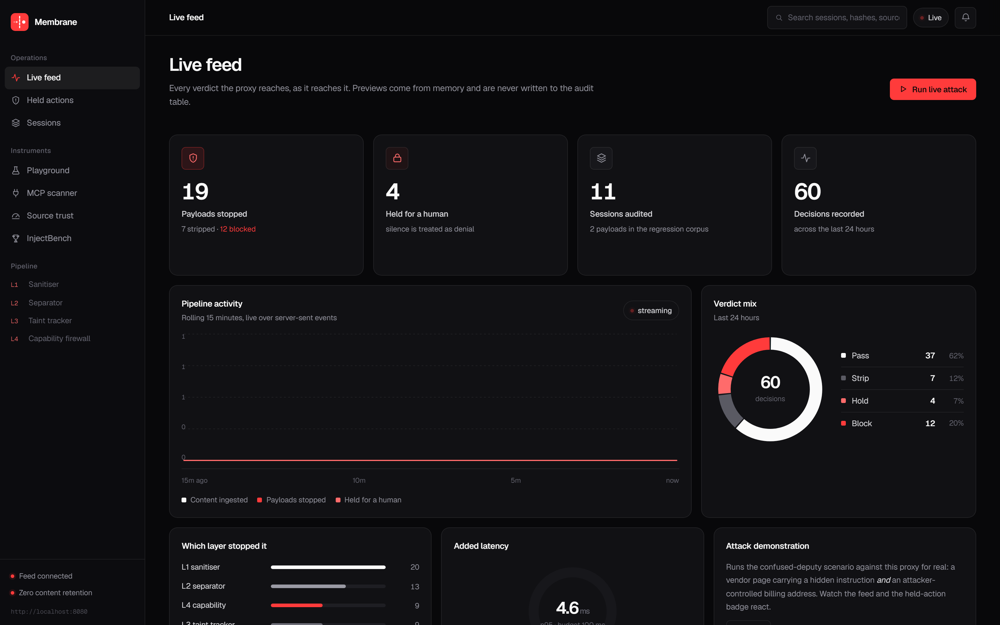 Membrane
Operations
Live feed
Held actions
Sessions
Instruments
Playground
MCP scanner
Source trust
InjectBench
Pipeline
L1 Sanitiser
L2 Separator
L3 Taint tracker
L4 Capability firewall
Feed connected
Zero content retention
http://localhost:8080
Live feed
Search sessions, hashes, sourc
Live
Live feed
Every verdict the proxy reaches, as it reaches it. Previews come from memory and are never written to the audit
table.
Run live attack
19
Payloads stopped
7 stripped · 12 blocked
4
Held for a human
silence is treated as denial
11
Sessions audited
2 payloads in the regression corpus
60
Decisions recorded
across the last 24 hours
Pipeline activity
Rolling 15 minutes, live over server-sent events
streaming
1
1
1
0
0
15m ago 10m 5m now
Content ingested Payloads stopped Held for a human
Verdict mix
Last 24 hours
60
decisions
Pass 37 62%
Strip 7 12%
Hold 4 7%
Block 12 20%
Which layer stopped it
L1 sanitiser 20
L2 separator 13
L4 capability 9
L3 taint tracker 9
Added latency
4.6 ms
p95 · budget 100 ms
Attack demonstration
Runs the confused-deputy scenario against this proxy for real: a
vendor page carrying a hidden instruction and an attacker-
controlled billing address. Watch the feed and the held-action
badge react.